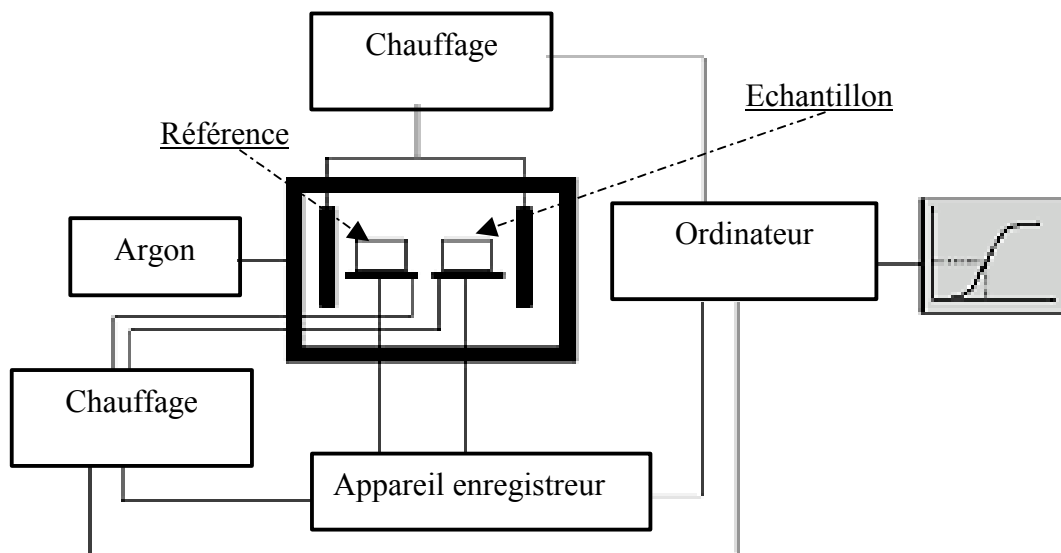 Chauffage
Echantillon
Référence
Argon
Ordinateur
Chauffage
Appareil enregistreur